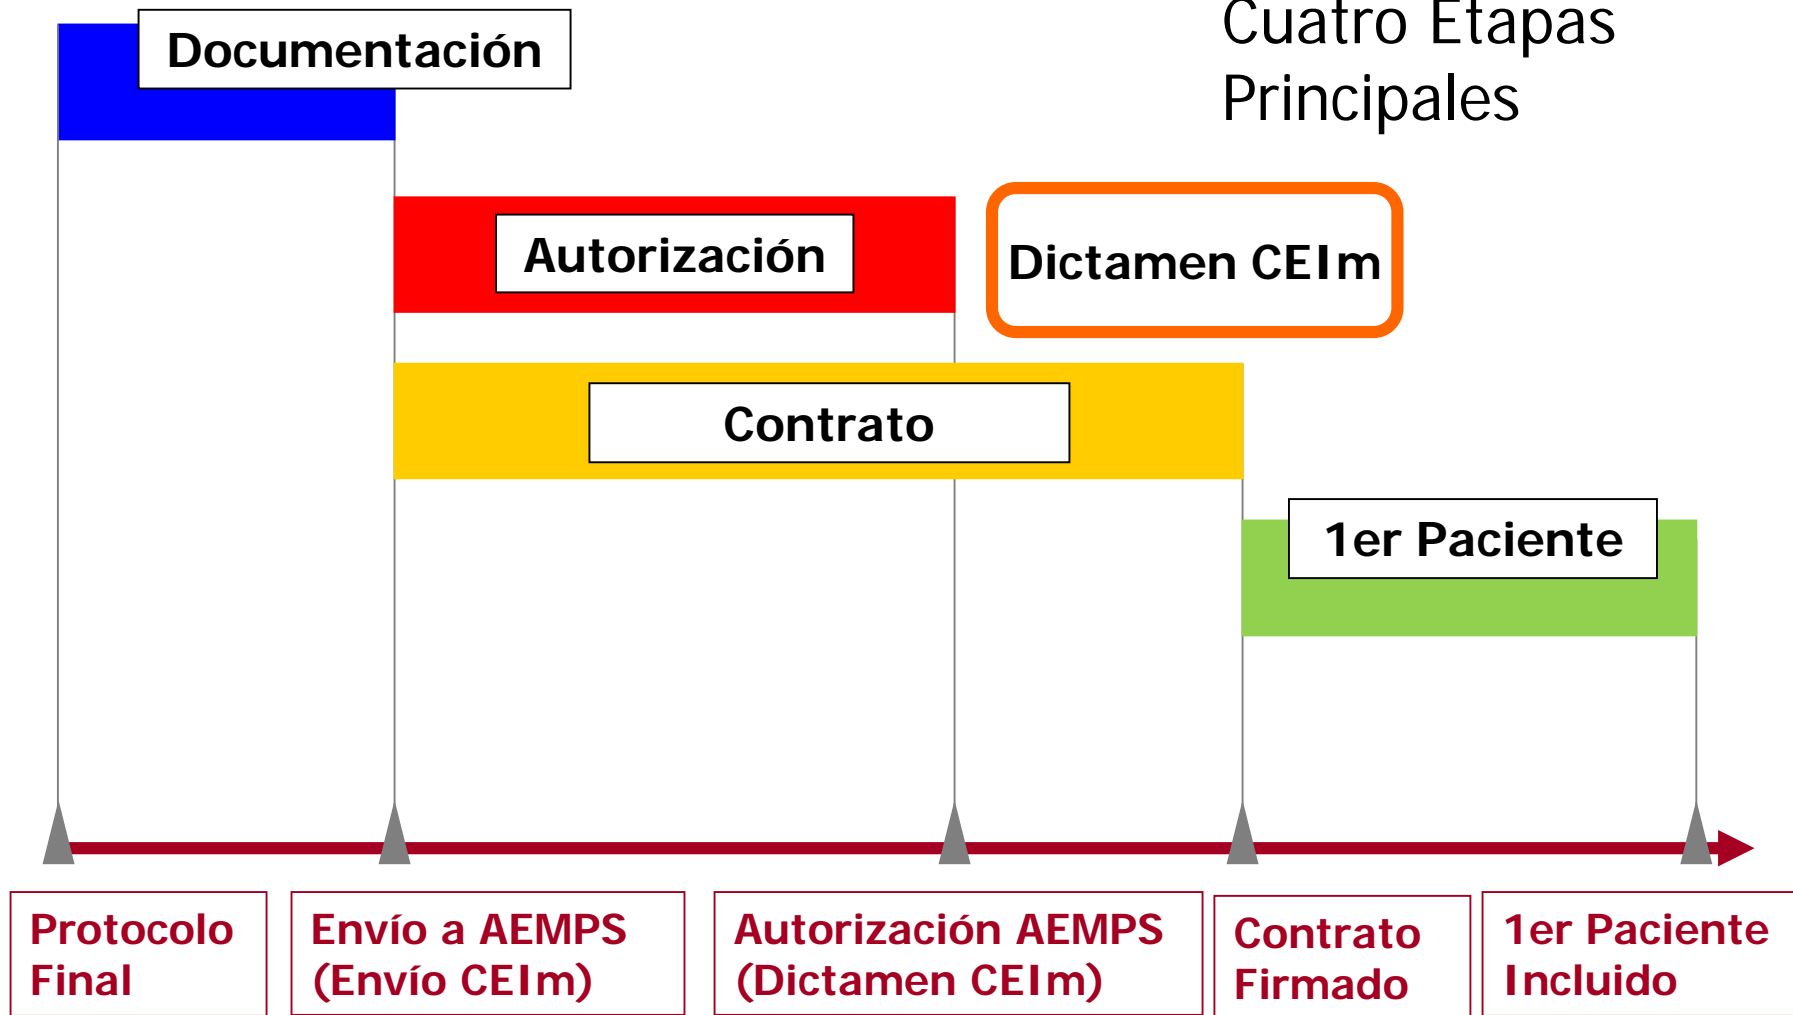 Cuatro Etapas
Principales
Documentación
Autorización
Dictamen CEIm
Contrato
1er Paciente
Protocolo
Final
Envío a AEMPS
(Envío CEIm)
Autorización AEMPS
(Dictamen CEIm)
Contrato
Firmado
1er Paciente
Incluido